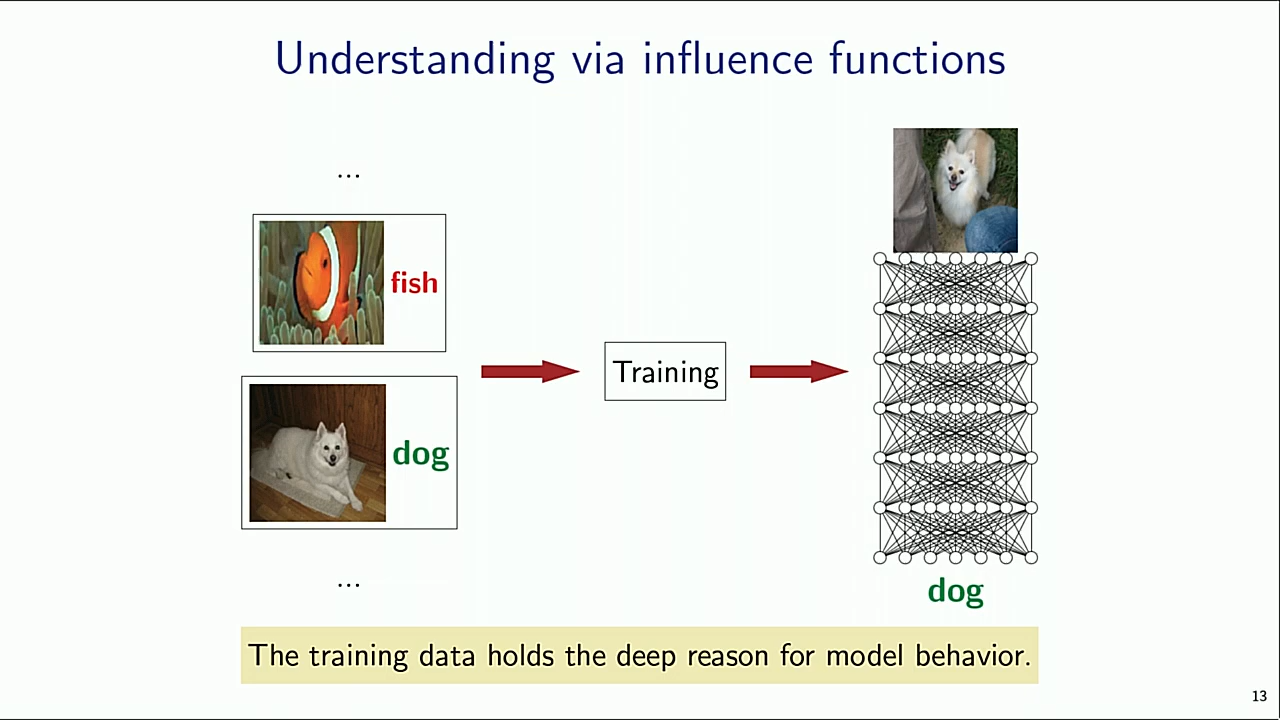 Understanding via influence functions
...
fish
dog
...
Training
dog
The training data holds the deep reason for model behavior.
13